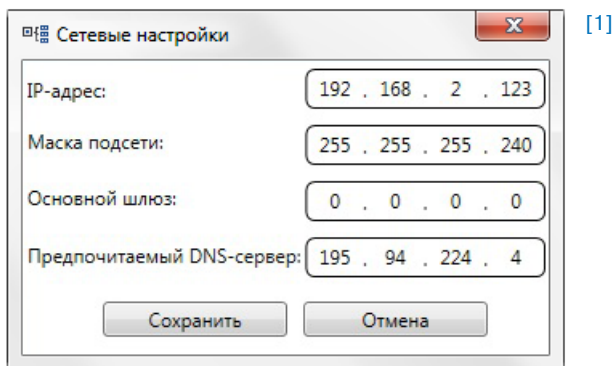 Сетевые настройки
[1]
IP-адрес: 192 . 168 . 2 . 123
Маска подсети: 255 . 255 . 255 . 240
Основной шлюз: 0 . 0 . 0 . 0
Предпочитаемый DNS-сервер: 195 . 94 . 224 . 4
Сохранить Отмена